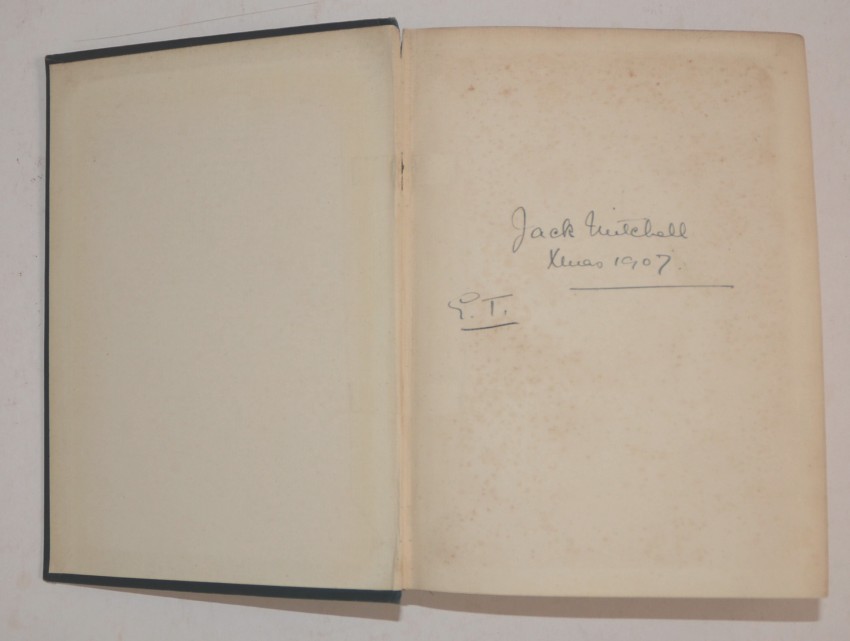 Jack Mitchell
Xmas 1907.
G. T.